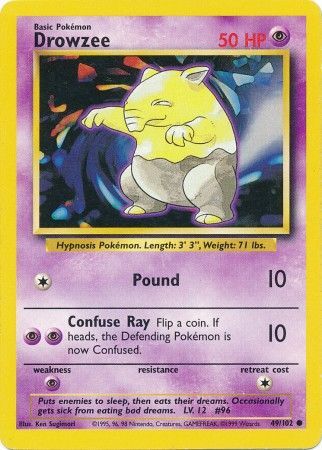 Basic Pokémon
Drowzee 50 HP
Hypnosis Pokémon. Length: 3' 3", Weight: 71 lbs.
Pound 10
Confuse Ray Flip a coin. If
heads, the Defending Pokémon is
now Confused. 10
weakness resistance retreat cost
Puts enemies to sleep, then eats their dreams. Occasionally
gets sick from eating bad dreams. LV. 12 #96
Illus. Ken Sugimori ©1995, 96, 98 Nintendo, Creatures, GAMEFREAK. ©1999 Wizards. 49/102